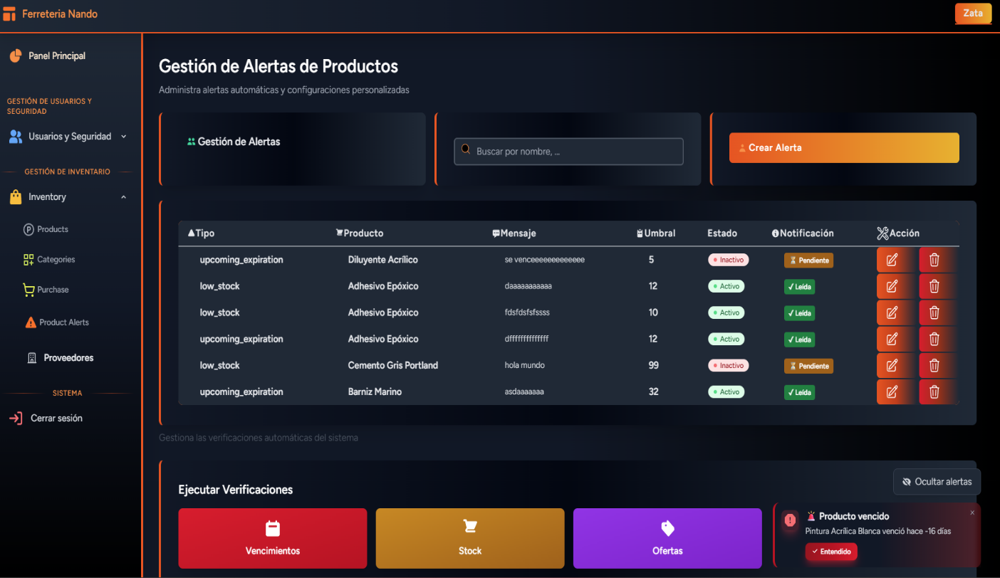 Ferreteria Nando
Zata
Panel Principal
GESTIÓN DE USUARIOS Y
SEGURIDAD
Usuarios y Seguridad
GESTIÓN DE INVENTARIO
Inventory
P Products
Categories
Purchase
Product Alerts
Proveedores
SISTEMA
Cerrar sesión
Gestión de Alertas de Productos
Administra alertas automáticas y configuraciones personalizadas
Gestión de Alertas
Buscar por nombre, ...
Crear Alerta
Tipo Producto Mensaje Umbral Estado Notificación Acción
upcoming_expiration Diluyente Acrílico se venceeeeeeeeeeeee 5 Inactivo Pendiente
low_stock Adhesivo Epóxico daaaaaaaaaa 12 Activo Leída
low_stock Adhesivo Epóxico fdsfdsfsfssss 10 Activo Leída
upcoming_expiration Adhesivo Epóxico dffffffffffffff 12 Activo Leída
low_stock Cemento Gris Portland hola mundo 99 Inactivo Pendiente
upcoming_expiration Barniz Marino asdaaaaaaa 32 Activo Leída
Gestiona las verificaciones automáticas del sistema
Ejecutar Verificaciones
Vencimientos
Stock
Ofertas
Ocultar alertas
Producto vencido
Pintura Acrílica Blanca venció hace -16 días
Entendido